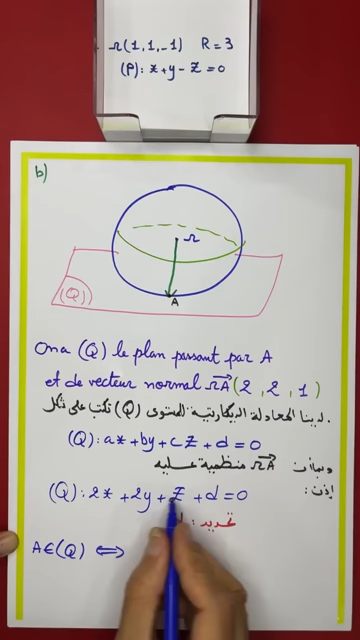 Ω(1,1,-1) R=3
(P): x+y-z=0
b)
Ω
(Q)
A
On a (Q) le plan passant par A
et de vecteur normal ΩA(2,2,1)
لدينا المعادلة الديكارتية للمستوى (Q) تكتب على شكل.
(Q): ax+by+cz+d=0
وبما أن ΩA منظمية عليه
إذن:
(Q): 2x+2y+z+d=0
تحديد:
A∈(Q) ⟺